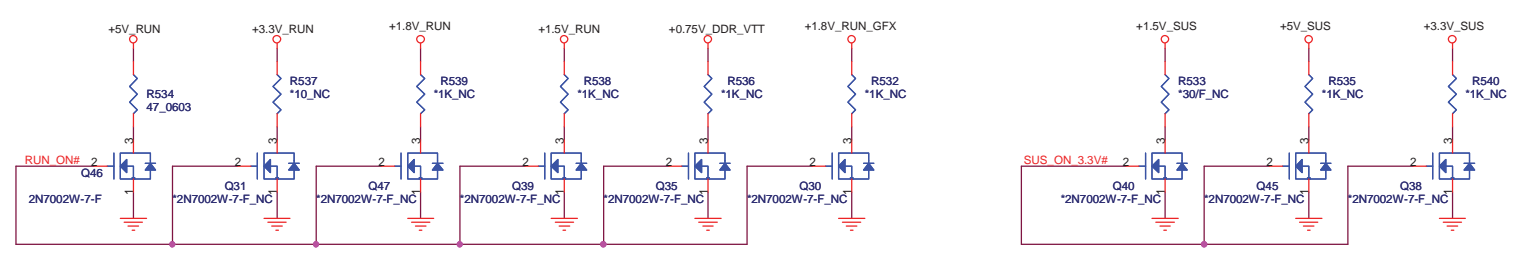 +5V_RUN
+3.3V_RUN
+1.8V_RUN
+1.5V_RUN
+0.75V_DDR_VTT
+1.8V_RUN_GFX
+1.5V_SUS
+5V_SUS
+3.3V_SUS
R534
47_0603
R537
*10_NC
R539
*1K_NC
R538
*1K_NC
R536
*1K_NC
R532
*1K_NC
R533
*30/F_NC
R535
*1K_NC
R540
*1K_NC
3
3
3
3
3
3
3
3
3
RUN_ON#
2
2
2
2
2
2
SUS_ON_3.3V#
2
2
2
Q46
2N7002W-7-F
1
Q31
*2N7002W-7-F_NC
1
Q47
*2N7002W-7-F_NC
1
Q39
*2N7002W-7-F_NC
1
Q35
*2N7002W-7-F_NC
1
Q30
*2N7002W-7-F_NC
1
Q40
*2N7002W-7-F_NC
1
Q45
*2N7002W-7-F_NC
1
Q38
*2N7002W-7-F_NC
1